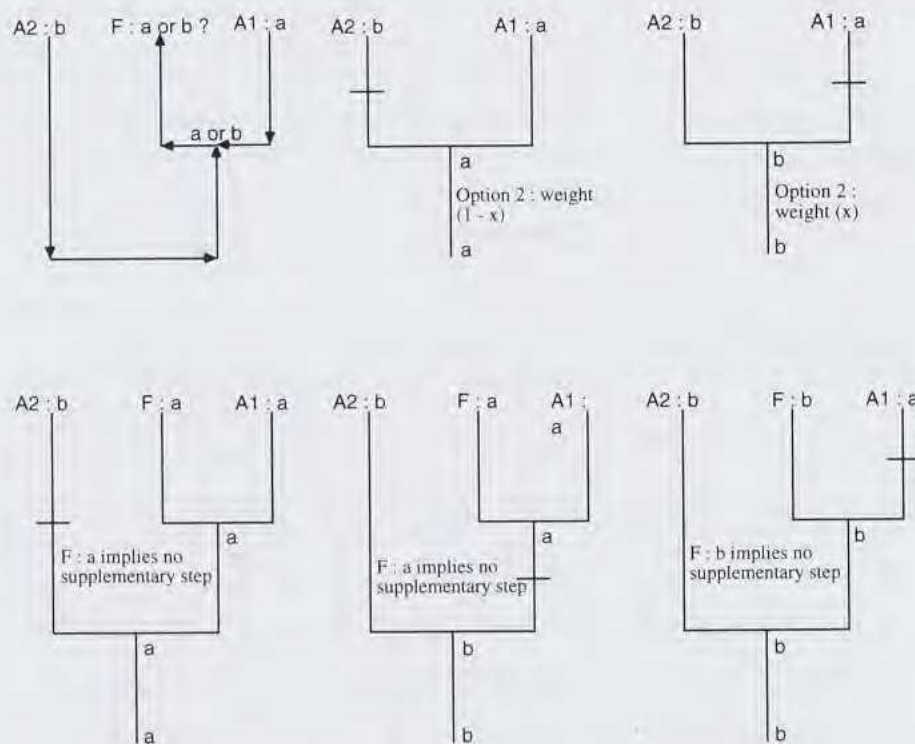 A2 : b
F : a or b ?
A1 : a
a or b
A2 : b
A1 : a
a
Option 2 : weight
(1 - x)
a
A2 : b
A1 : a
b
Option 2 :
weight (x)
b
A2 : b
F : a
A1 : a
a
F : a implies no
supplementary step
a
a
A2 : b
F : a
A1 :
a
a
F : a implies no
supplementary step
b
b
A2 : b
F : b
A1 : a
b
F : b implies no
supplementary step
b
b